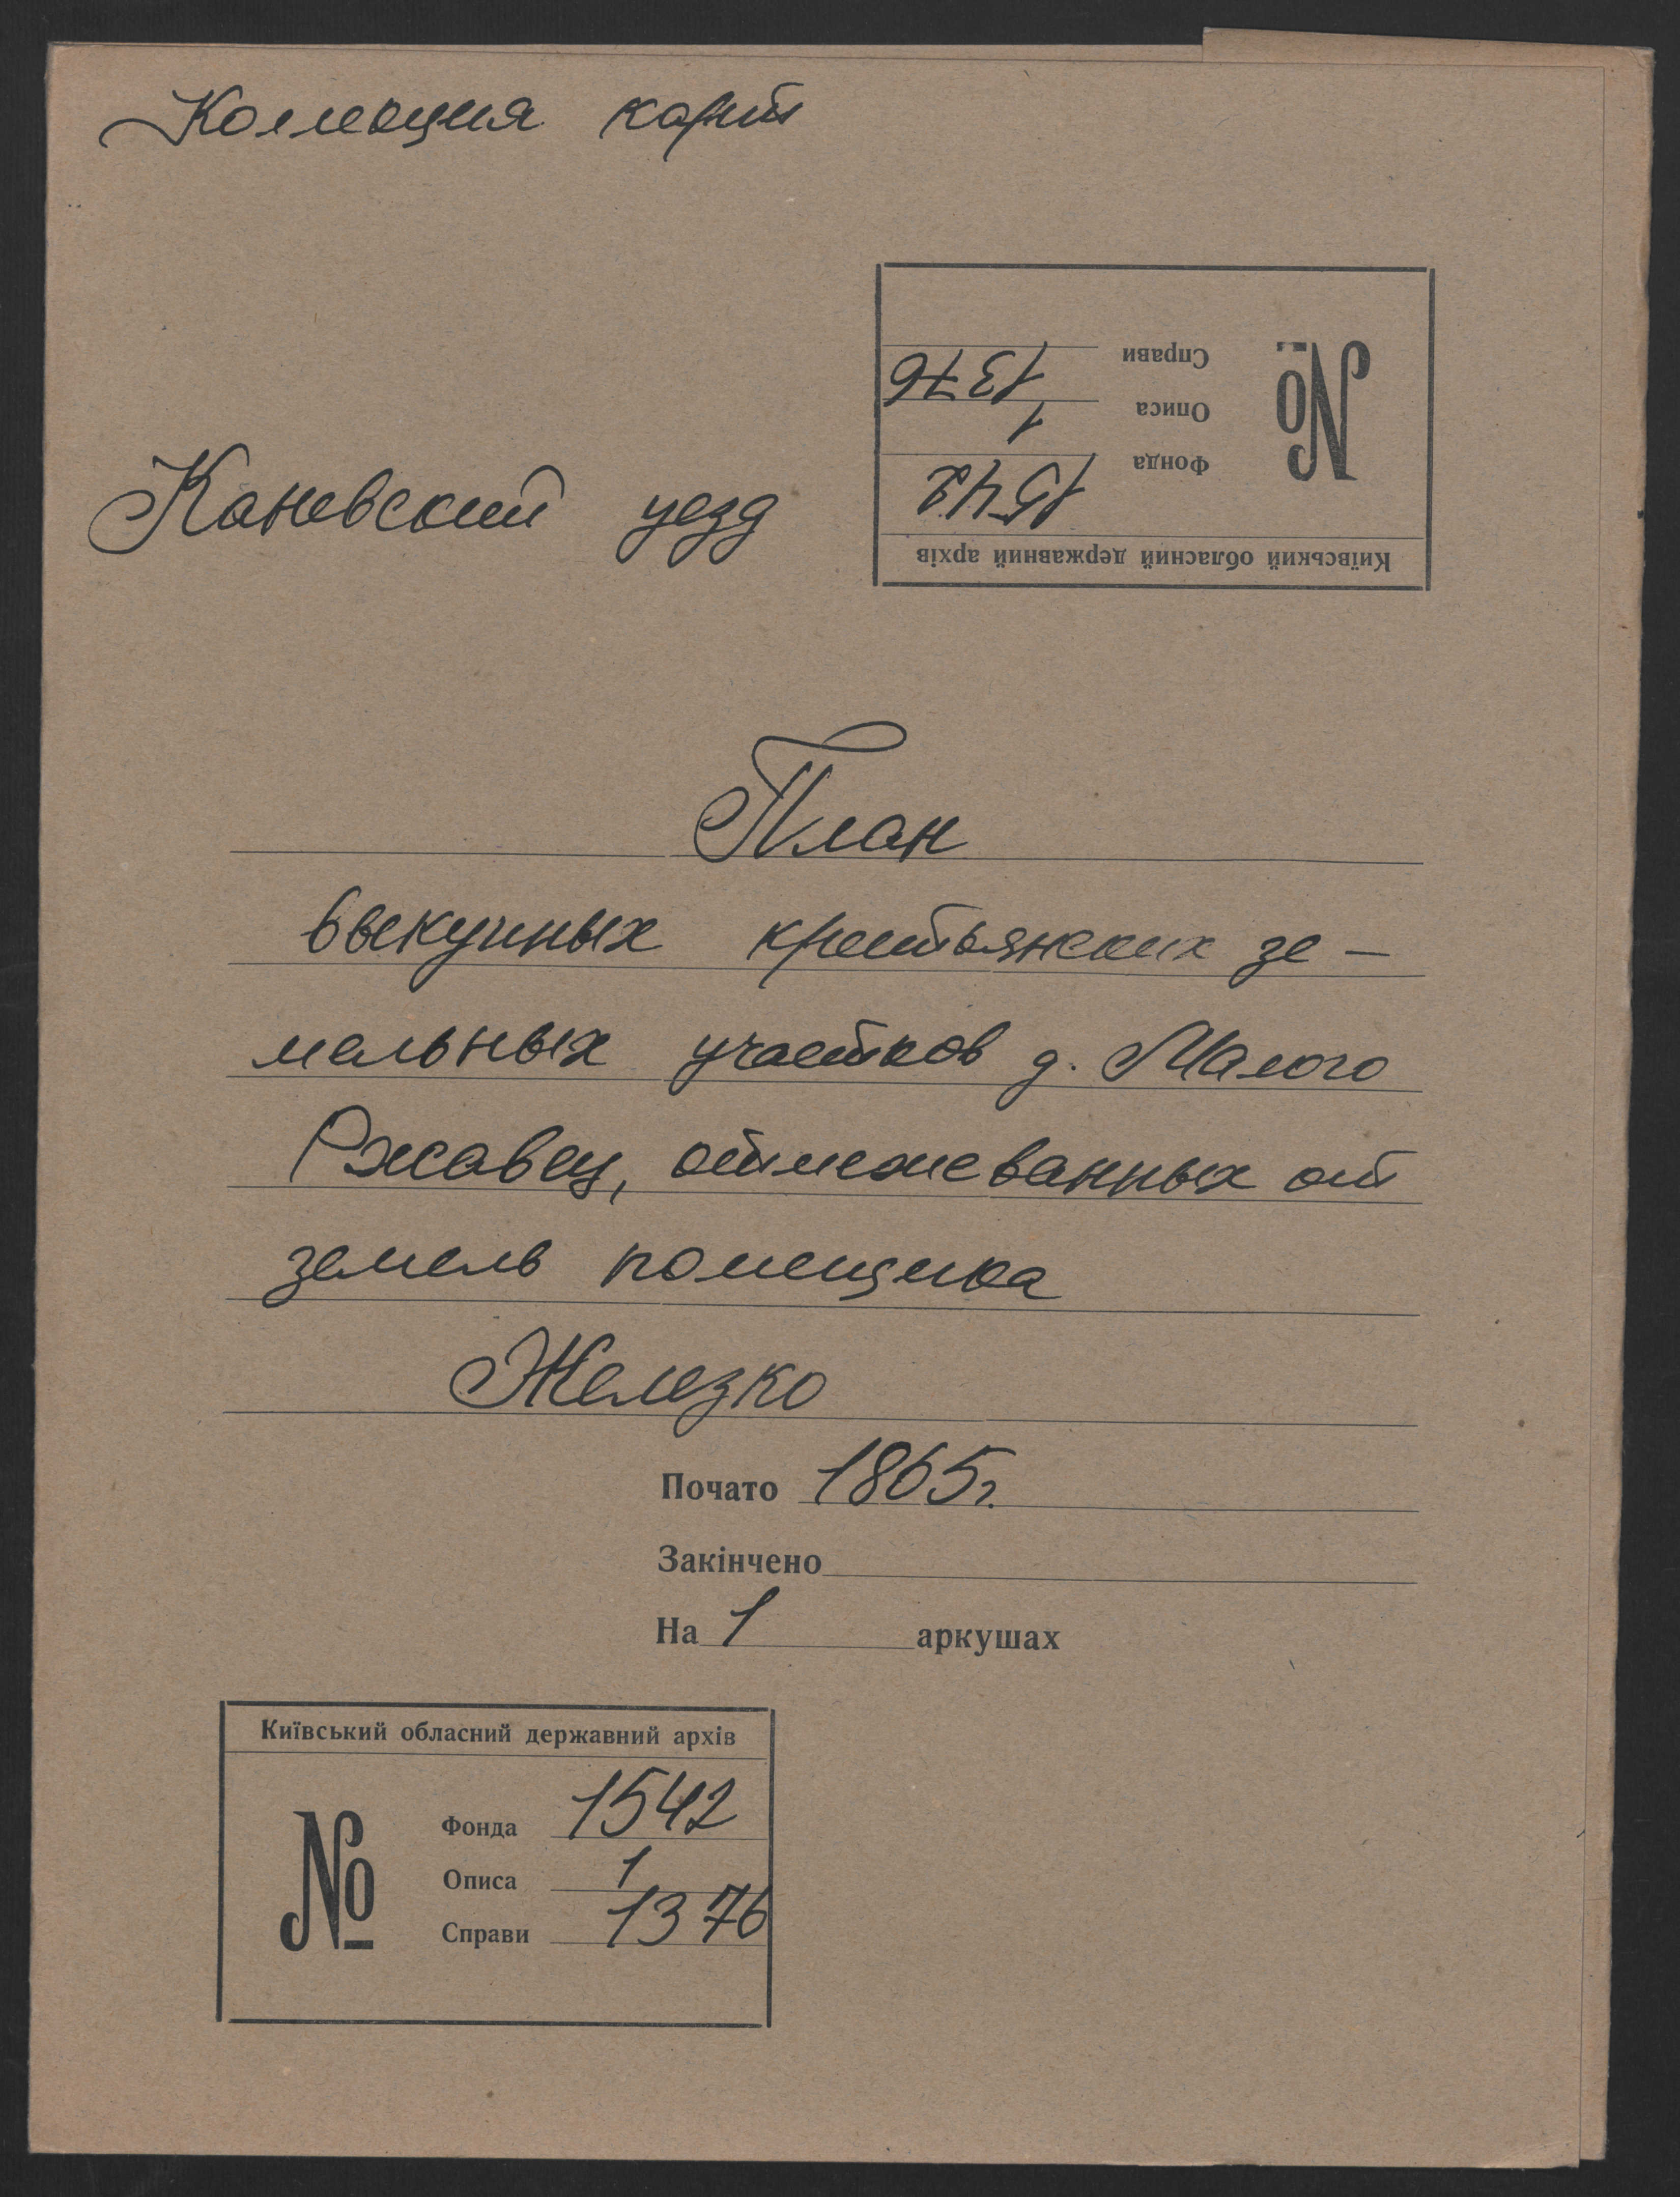 Коллекция карт
Справи 1376
Описа 1
Фонда 1542
Київський обласний державний архів
№
Каневский уезд
План
выкупных крестьянских зе-
мельных участков д. Малого
Ржавец, отмежеванных от
земель помещика
Железко
Почато 1865г.
Закінчено
На 1 аркушах
Київський обласний державний архів
№
Фонда 1542
Описа 1
Справи 1376